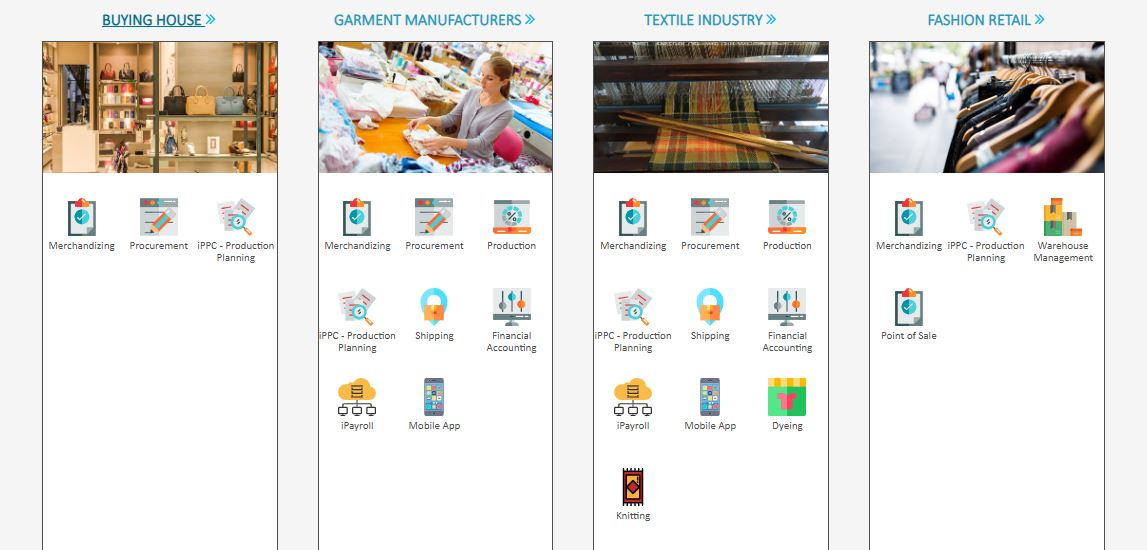 BUYING HOUSE »
GARMENT MANUFACTURERS »
TEXTILE INDUSTRY »
FASHION RETAIL »
Merchandizing
Procurement
iPPC - Production
Planning
Merchandizing
Procurement
Production
iPPC - Production
Planning
Shipping
Financial
Accounting
iPayroll
Mobile App
Merchandizing
Procurement
Production
iPPC - Production
Planning
Shipping
Financial
Accounting
iPayroll
Mobile App
Dyeing
Knitting
Merchandizing
iPPC - Production
Planning
Warehouse
Management
Point of Sale